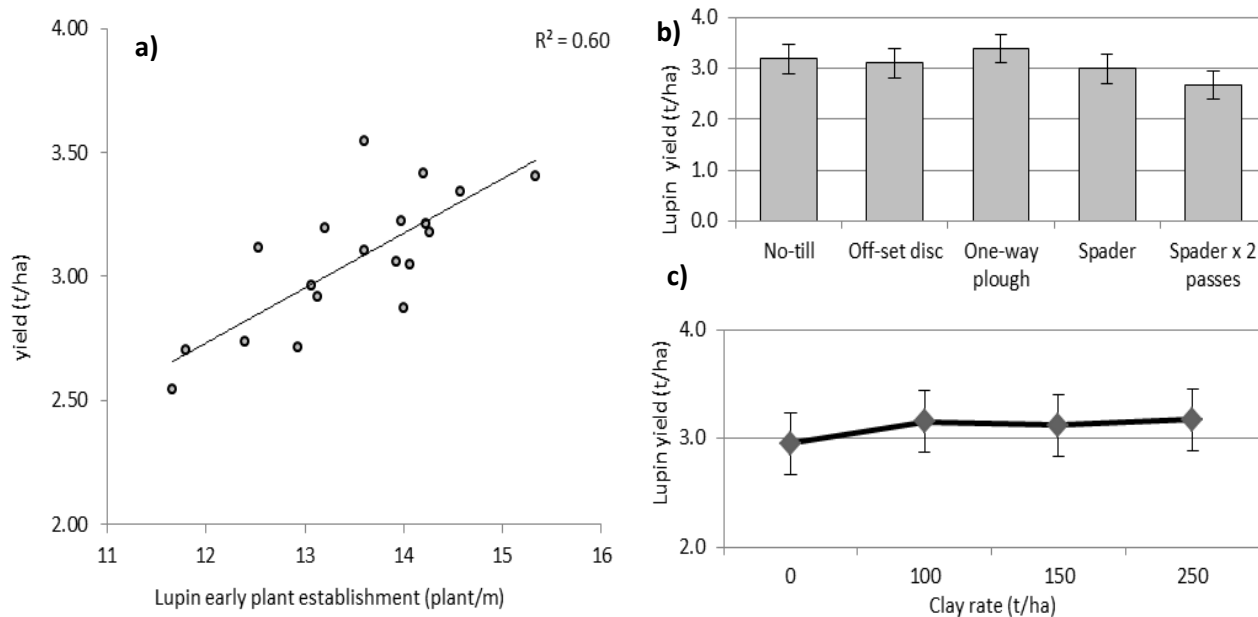 a)
R² = 0.60
yield (t/ha)
4.00
3.50
3.00
2.50
2.00
11 12 13 14 15 16
Lupin early plant establishment (plant/m)
b)
Lupin yield (t/ha)
4.0
3.0
2.0
1.0
0.0
No-till Off-set disc One-way Spader Spader x 2
plough passes
c)
Lupin yield (t/ha)
4.0
3.0
2.0
0 100 150 250
Clay rate (t/ha)